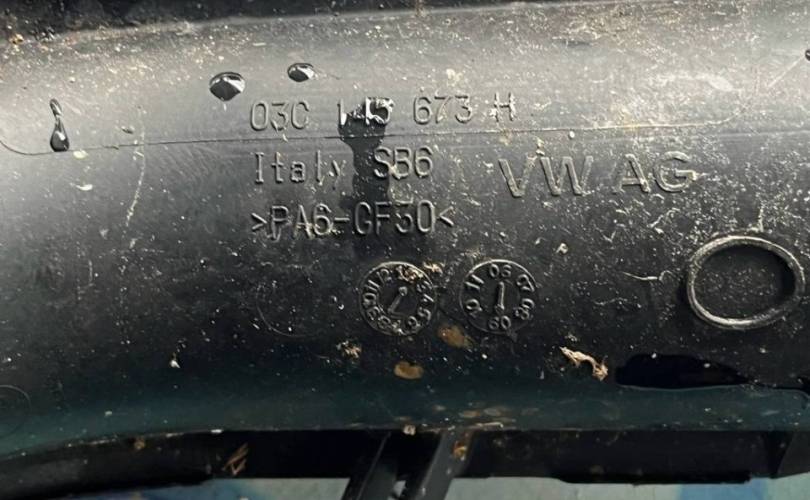 03C 145 673 H
Italy SB6
VW AG
>PA6-GF30<